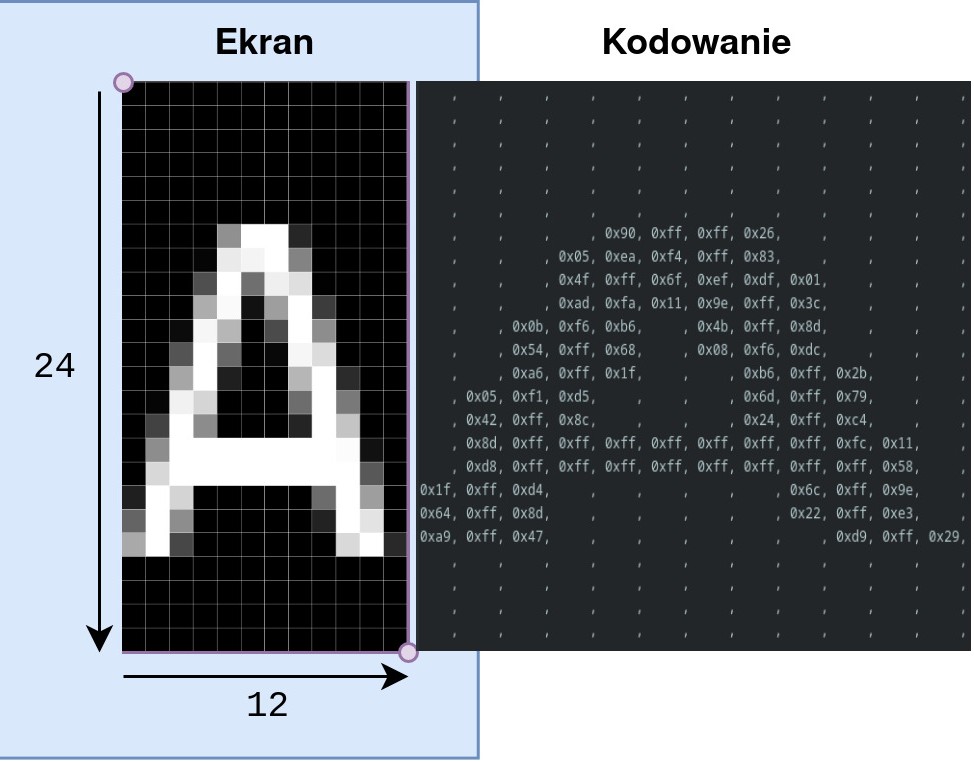 Ekran
Kodowanie
24
12
, , , , , , , , , , , ,
, , , , , , , , , , , ,
, , , , , , , , , , , ,
, , , , , , , , , , , ,
, , , , , , , , , , , ,
, , , , , , , , , , , ,
, , , , 0x90, 0xff, 0xff, 0x26, , , , ,
, , , 0x05, 0xea, 0xf4, 0xff, 0x83, , , , ,
, , , 0x4f, 0xff, 0x6f, 0xef, 0xdf, 0x01, , , ,
, , , 0xad, 0xfa, 0x11, 0x9e, 0xff, 0x3c, , , ,
, , 0x0b, 0xf6, 0xb6, , 0x4b, 0xff, 0x8d, , , ,
, , 0x54, 0xff, 0x68, , 0x08, 0xf6, 0xdc, , , ,
, , 0xa6, 0xff, 0x1f, , , 0xb6, 0xff, 0x2b, , ,
, 0x05, 0xf1, 0xd5, , , , 0x6d, 0xff, 0x79, , ,
, 0x42, 0xff, 0x8c, , , , 0x24, 0xff, 0xc4, , ,
, 0x8d, 0xff, 0xff, 0xff, 0xff, 0xff, 0xff, 0xff, 0xfc, 0x11, ,
, 0xd8, 0xff, 0xff, 0xff, 0xff, 0xff, 0xff, 0xff, 0xff, 0x58, ,
0x1f, 0xff, 0xd4, , , , , , 0x6c, 0xff, 0x9e, ,
0x64, 0xff, 0x8d, , , , , , 0x22, 0xff, 0xe3, ,
0xa9, 0xff, 0x47, , , , , , , 0xd9, 0xff, 0x29,
, , , , , , , , , , , ,
, , , , , , , , , , , ,
, , , , , , , , , , , ,
, , , , , , , , , , , ,